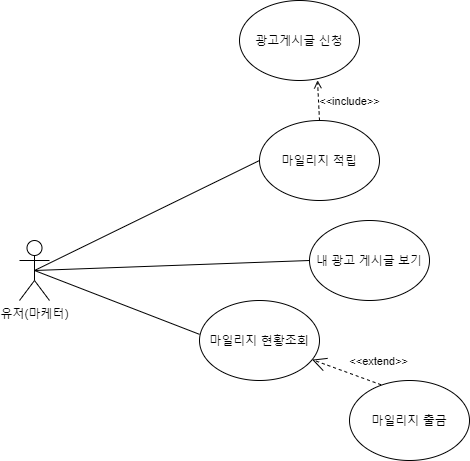 광고게시글 신청
<<include>>
마일리지 적립
내 광고 게시글 보기
유저(마케터)
마일리지 현황조회
<<extend>>
마일리지 출금